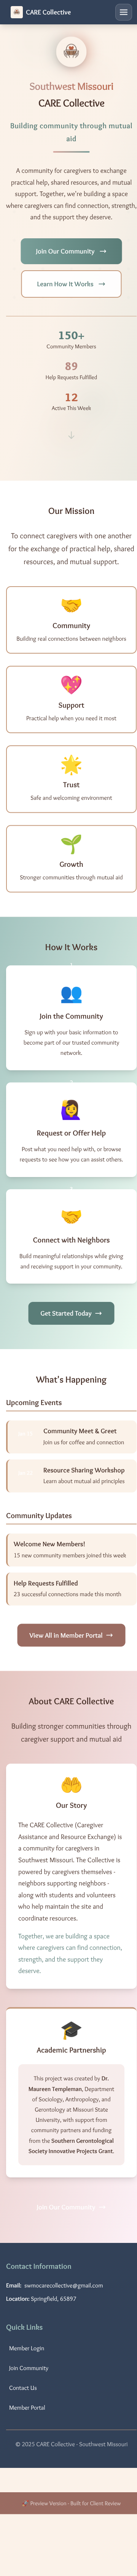 CARE Collective
Southwest Missouri
CARE Collective
Building community through mutual
aid
A community for caregivers to exchange
practical help, shared resources, and mutual
support. Together, we're building a space
where caregivers can find connection, strength,
and the support they deserve.
Join Our Community →
Learn How It Works →
150+
Community Members
89
Help Requests Fulfilled
12
Active This Week
↓
Our Mission
To connect caregivers with one another
for the exchange of practical help, shared
resources, and mutual support.
Community
Building real connections between neighbors
Support
Practical help when you need it most
Trust
Safe and welcoming environment
Growth
Stronger communities through mutual aid
How It Works
Join the Community
Sign up with your basic information to
become part of our trusted community
network.
Request or Offer Help
Post what you need help with, or browse
requests to see how you can assist others.
Connect with Neighbors
Build meaningful relationships while giving
and receiving support in your community.
Get Started Today →
What's Happening
Upcoming Events
Community Meet & Greet
Join us for coffee and connection
Resource Sharing Workshop
Learn about mutual aid principles
Community Updates
Welcome New Members!
15 new community members joined this week
Help Requests Fulfilled
23 successful connections made this month
View All in Member Portal →
About CARE Collective
Building stronger communities through
caregiver support and mutual aid
Our Story
The CARE Collective (Caregiver
Assistance and Resource Exchange) is
a community for caregivers in
Southwest Missouri. The Collective is
powered by caregivers themselves -
neighbors supporting neighbors -
along with students and volunteers
who help maintain the site and
coordinate resources.
Together, we are building a space
where caregivers can find connection,
strength, and the support they
deserve.
Academic Partnership
This project was created by Dr.
Maureen Templeman, Department
of Sociology, Anthropology, and
Gerontology at Missouri State
University, with support from
community partners and funding
from the Southern Gerontological
Society Innovative Projects Grant.
Join Our Community →
Contact Information
Email: swmocarecollective@gmail.com
Location: Springfield, 65897
Quick Links
Member Login
Join Community
Contact Us
Member Portal
© 2025 CARE Collective - Southwest Missouri
Preview Version - Built for Client Review